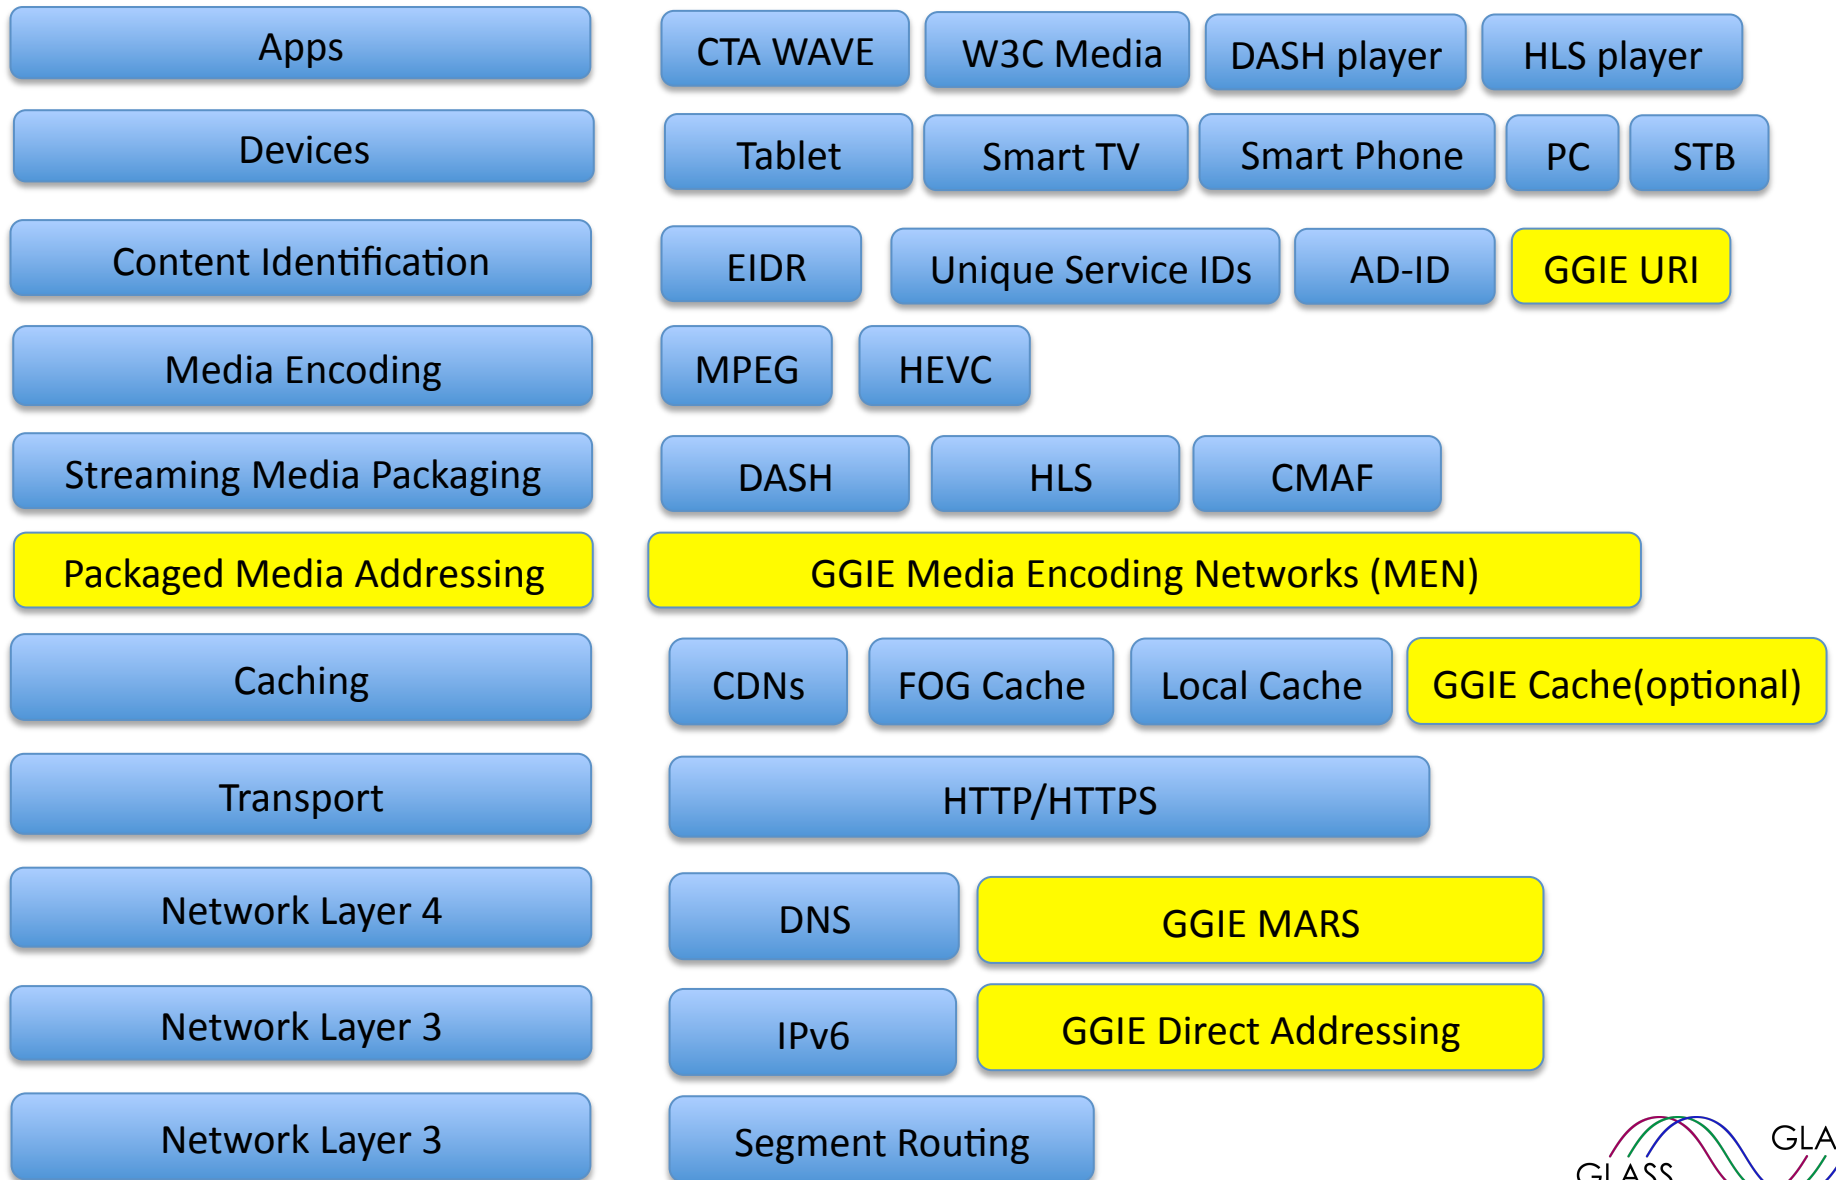 Apps
CTA WAVE
W3C Media
DASH player
HLS player
Devices
Tablet
Smart TV
Smart Phone
PC
STB
Content Identification
EIDR
Unique Service IDs
AD-ID
GGIE URI
Media Encoding
MPEG
HEVC
Streaming Media Packaging
DASH
HLS
CMAF
Packaged Media Addressing
GGIE Media Encoding Networks (MEN)
Caching
CDNs
FOG Cache
Local Cache
GGIE Cache(optional)
Transport
HTTP/HTTPS
Network Layer 4
DNS
GGIE MARS
Network Layer 3
IPv6
GGIE Direct Addressing
Network Layer 3
Segment Routing
GLA
GLASS